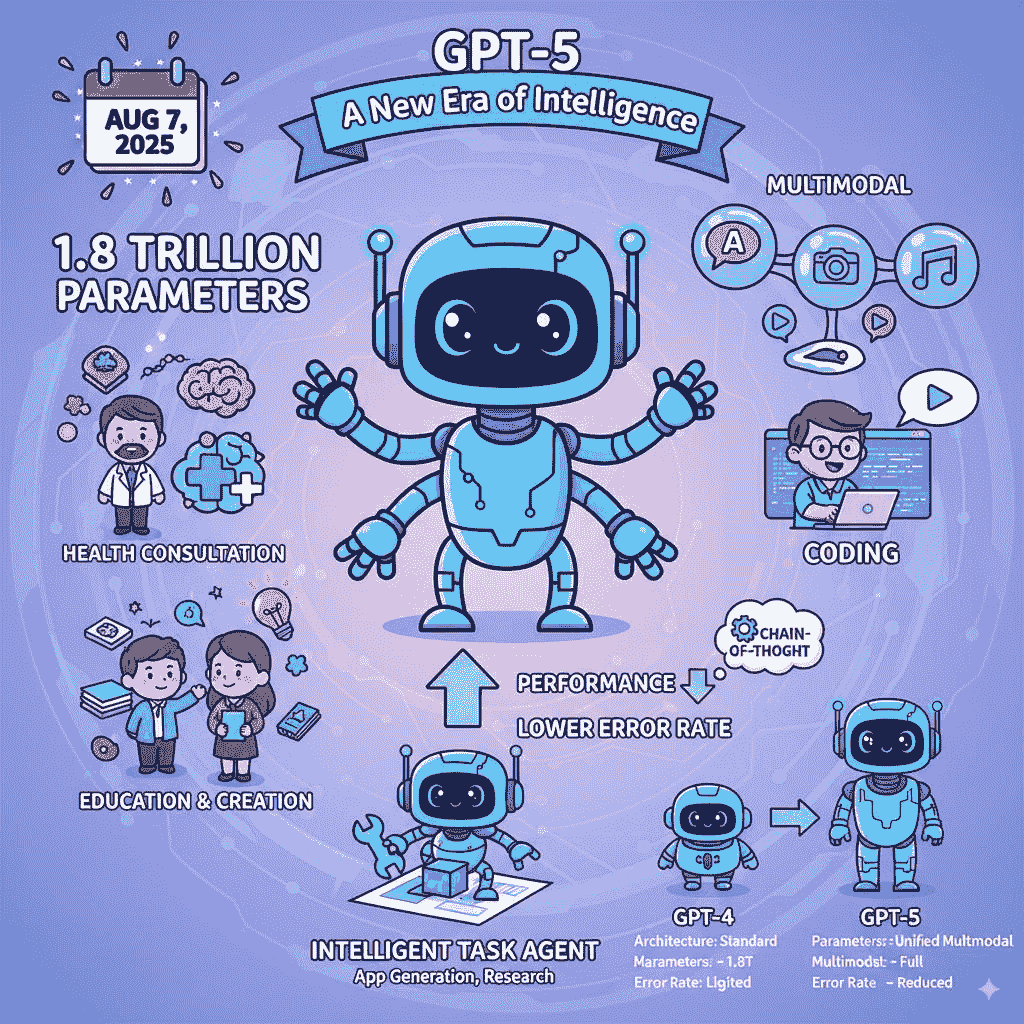 GPT-5
A New Era of Intelligence
AUG 7,
2025
MULTIMODAL
A
1.8 TRILLION
PARAMETERS
HEALTH CONSULTATION
CODING
CHAIN-
OF-THOGHT
PERFORMANCE
LOWER ERROR RATE
EDUCATION & CREATION
INTELLIGENT TASK AGENT
App Generation, Research
GPT-4
Architecture: Standard
Marameters: - 1.8T
Error Rate: Ligited
GPT-5
Parameters: : Unified Multmodal
Multimodst: - Full
Error Rate - Reduced